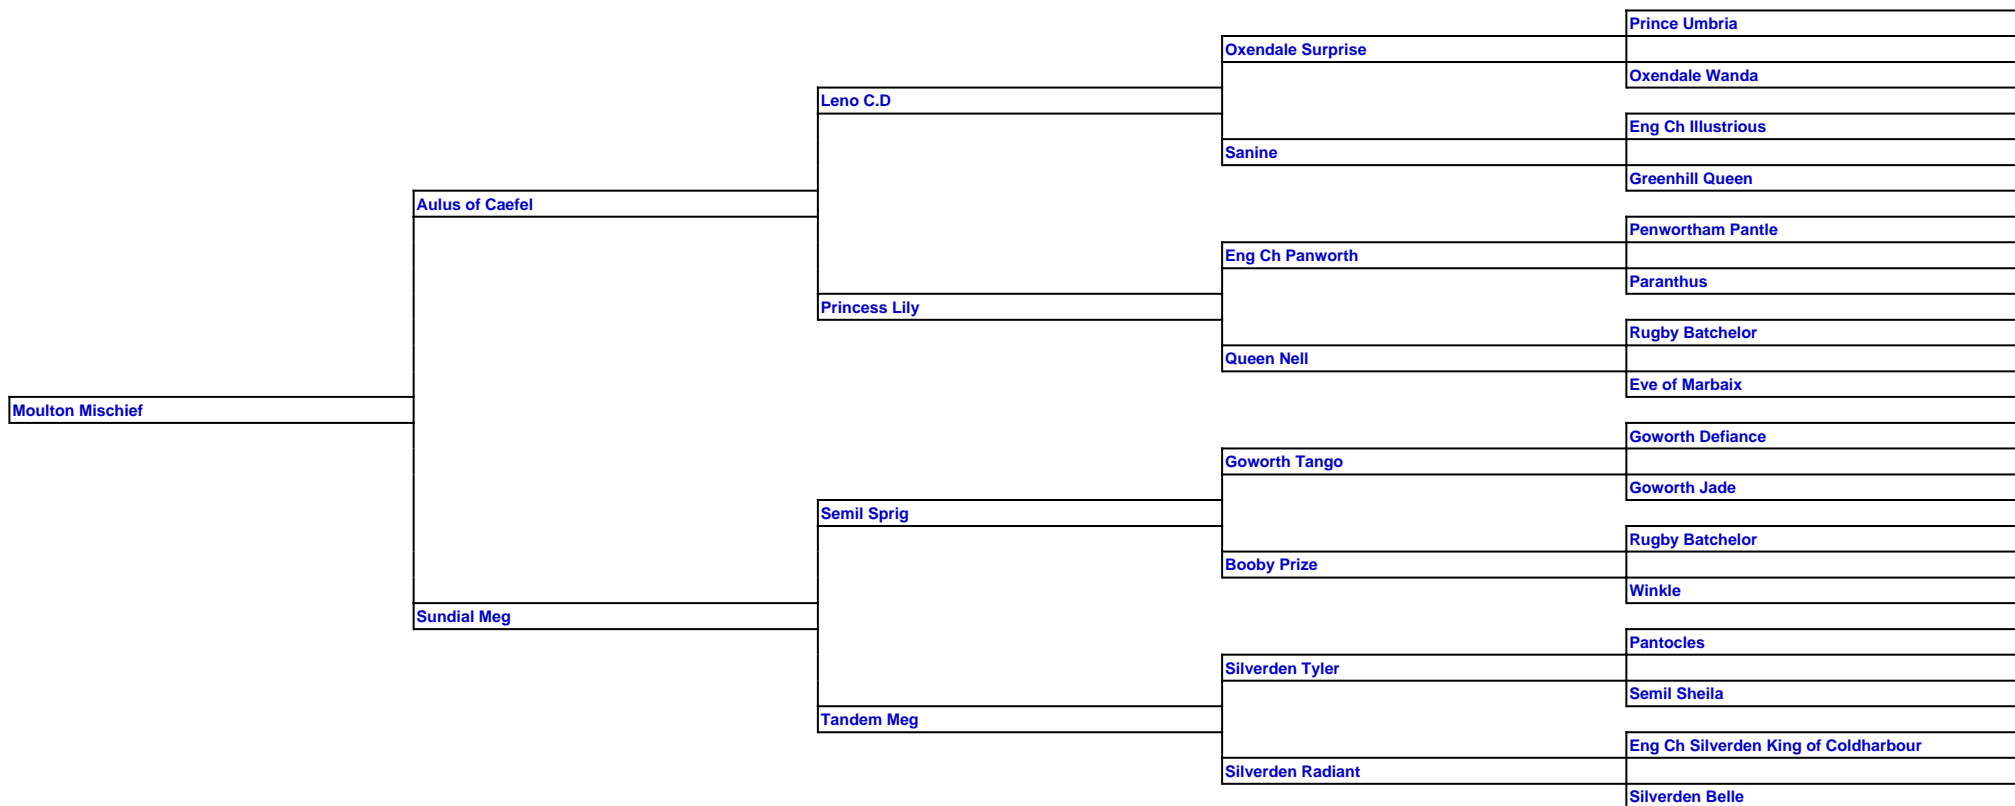 Prince Umbria
Oxendale Surprise
Oxendale Wanda
Leno C.D
Eng Ch Illustrious
Sanine
Greenhill Queen
Aulus of Caefel
Penwortham Pantle
Eng Ch Panworth
Paranthus
Princess Lily
Rugby Batchelor
Queen Nell
Eve of Marbaix
Moulton Mischief
Goworth Defiance
Goworth Tango
Goworth Jade
Semil Sprig
Rugby Batchelor
Booby Prize
Winkle
Sundial Meg
Pantocles
Silverden Tyler
Semil Sheila
Tandem Meg
Eng Ch Silverden King of Coldharbour
Silverden Radiant
Silverden Belle